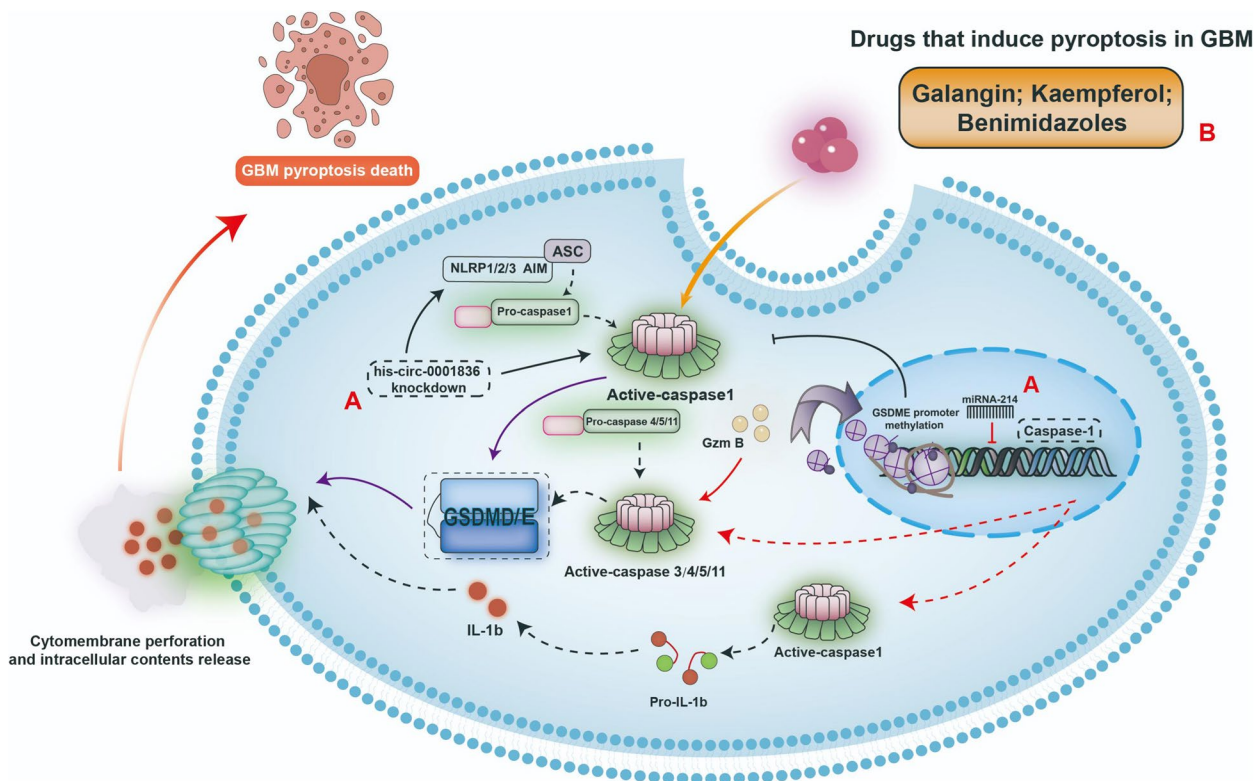 Drugs that induce pyroptosis in GBM
Galangin; Kaempferol;
Benimidazoles
B
GBM pyroptosis death
ASC
NLRP1/2/3 AIM
Pro-caspase1
his-circ-0001836
knockdown
A
Active-caspase1
Pro-caspase 4/5/11
Gzm B
GSDME promoter
methylation
miRNA-214
A
Caspase-1
GSDMD/E
Active-caspase 3/4/5/11
IL-1b
Pro-IL-1b
Active-caspase1
Cytomembrane perforation
and intracellular contents release